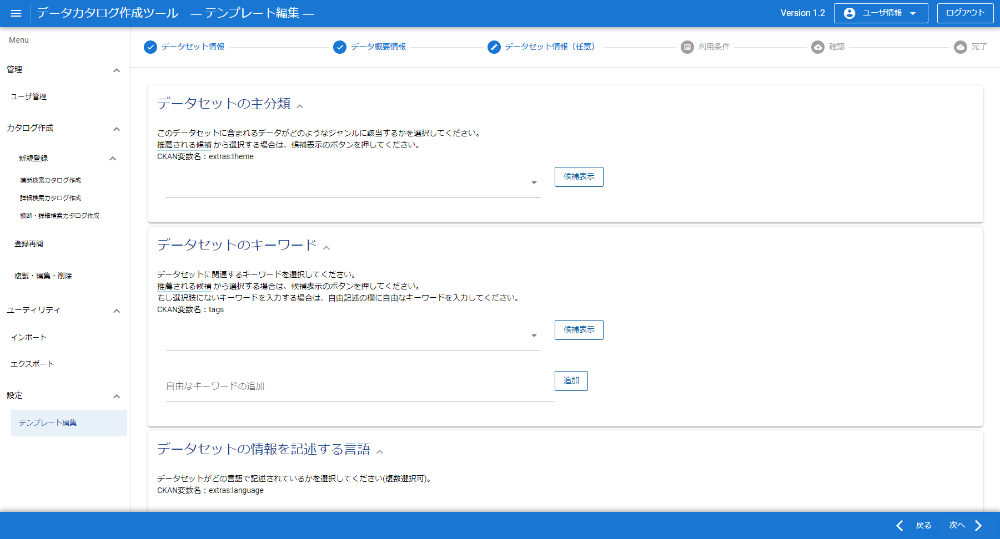 データカタログ作成ツール ― テンプレート編集 ―
Version 1.2
ユーザ情報
ログアウト
Menu
管理
ユーザ管理
カタログ作成
新規登録
横断検索カタログ作成
詳細検索カタログ作成
横断・詳細検索カタログ作成
登録再開
複製・編集・削除
ユーティリティ
インポート
エクスポート
設定
テンプレート編集
データセット情報
データ概要情報
データセット情報（任意）
利用条件
確認
完了
データセットの主分類
このデータセットに含まれるデータがどのようなジャンルに該当するかを選択してください。
推薦される候補 から選択する場合は、候補表示のボタンを押してください。
CKAN変数名：extras:theme
候補表示
データセットのキーワード
データセットに関連するキーワードを選択してください。
推薦される候補 から選択する場合は、候補表示のボタンを押してください。
もし選択肢にないキーワードを入力する場合は、自由記述の欄に自由なキーワードを入力してください。
CKAN変数名：tags
候補表示
自由なキーワードの追加
追加
データセットの情報を記述する言語
データセットがどの言語で記述されているかを選択してください(複数選択可)。
CKAN変数名：extras:language
戻る
次へ